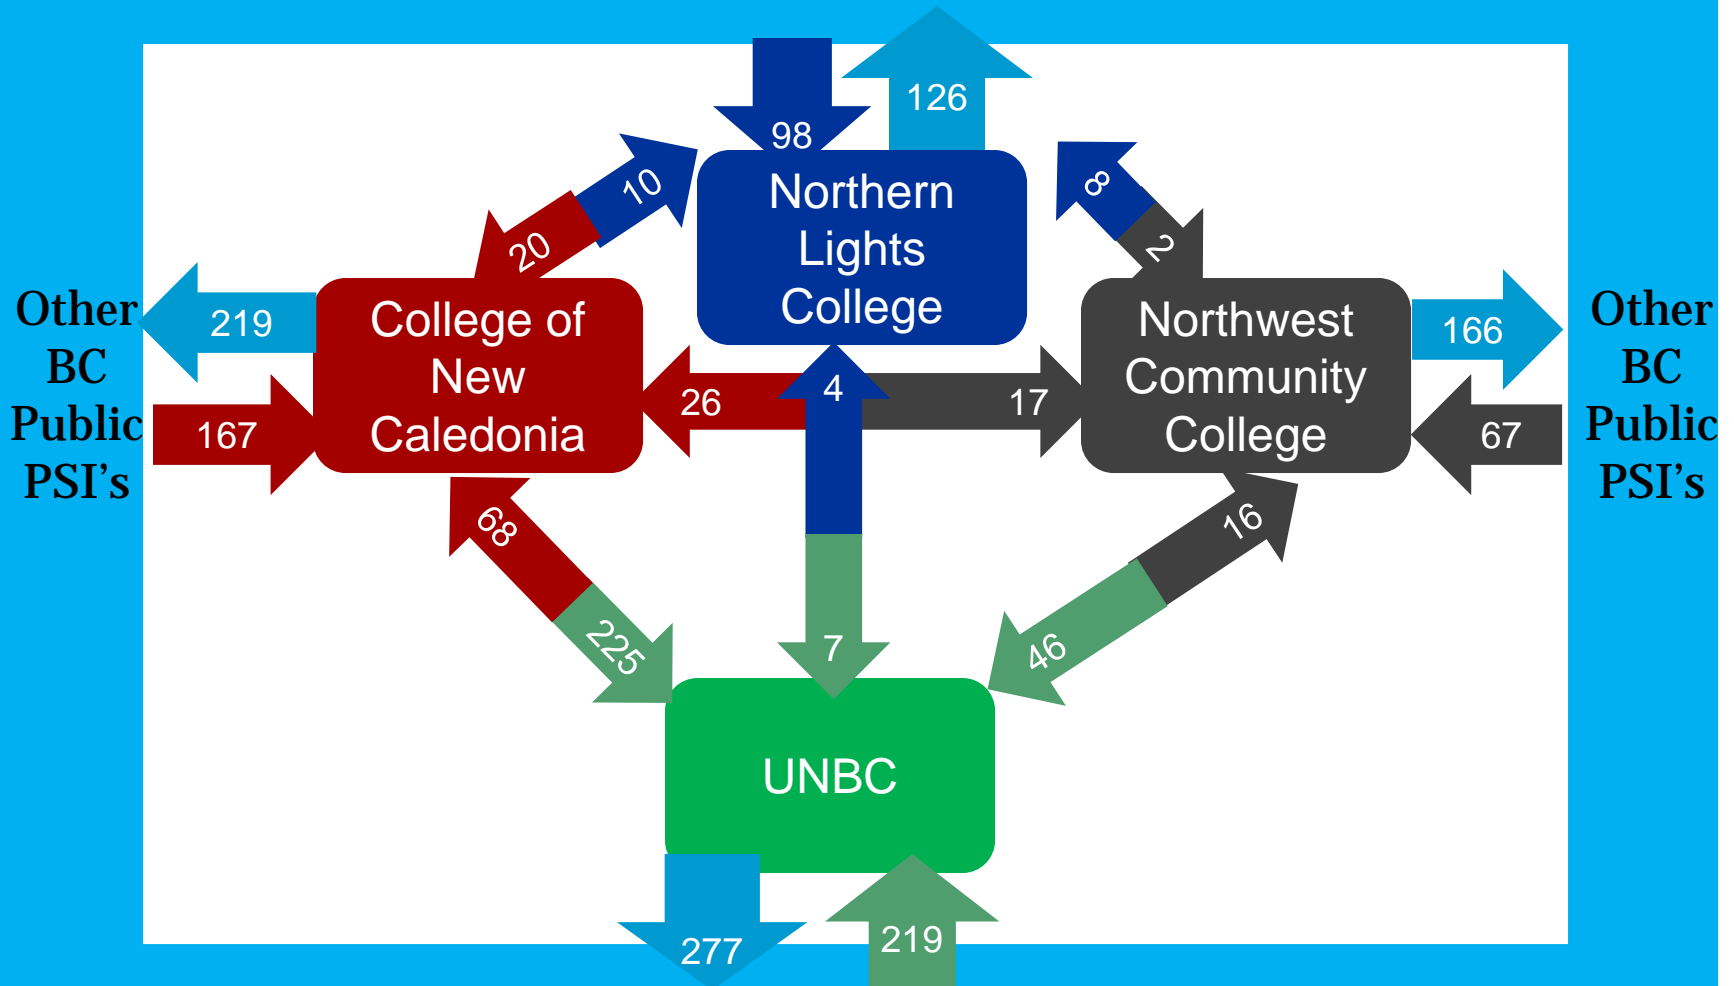 126
98
Northern
Lights
College
10
20
8
2
Other
BC
Public
PSI's
219
167
College of
New
Caledonia
26
4
17
Northwest
Community
College
166
67
Other
BC
Public
PSI's
68
225
7
16
46
UNBC
277
219